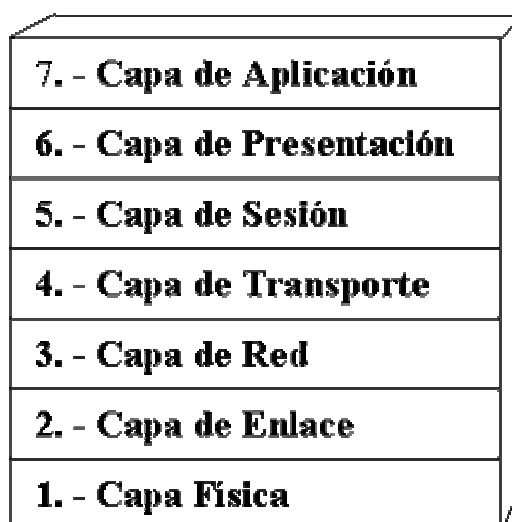 7. - Capa de Aplicación
6. - Capa de Presentación
5. - Capa de Sesión
4. - Capa de Transporte
3. - Capa de Red
2. - Capa de Enlace
1. - Capa Física